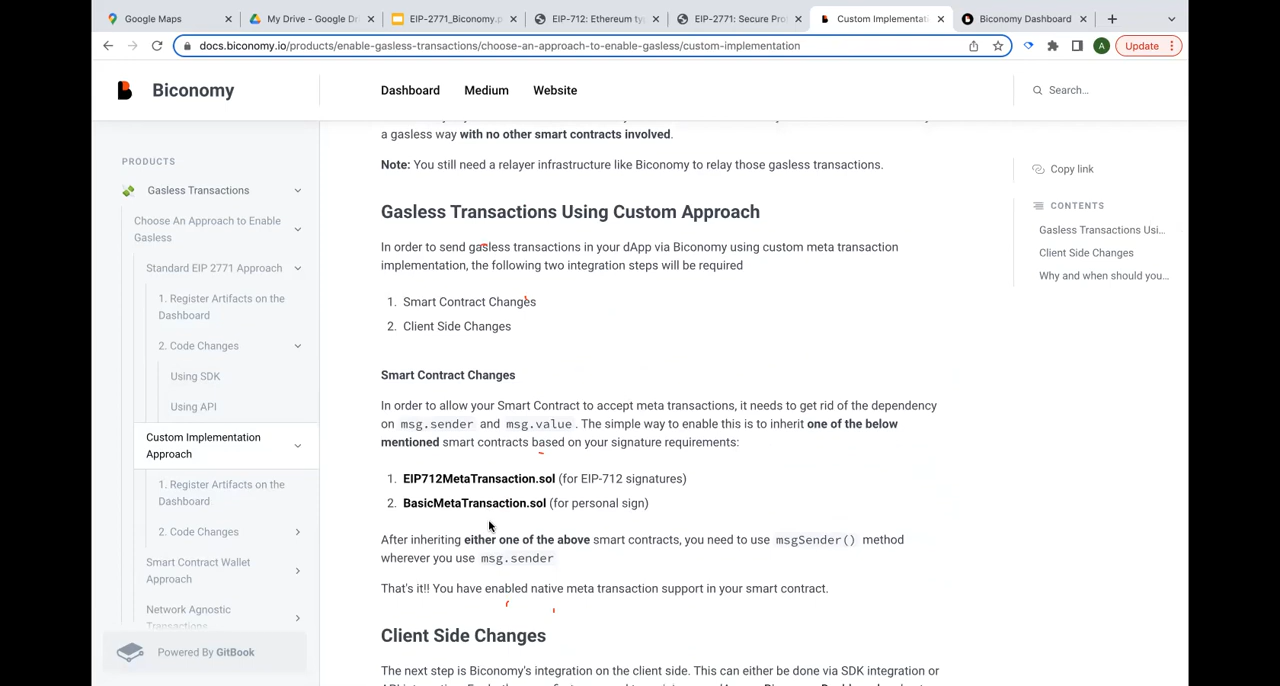 Google Maps
My Drive - Google Dr
EIP-2771_Biconomy.p
EIP-712: Ethereum ty
EIP-2771: Secure Pro
Custom Implementati
Biconomy Dashboard
docs.biconomy.io/products/enable-gasless-transactions/choose-an-approach-to-enable-gasless/custom-implementation
A
Update
Biconomy
Dashboard
Medium
Website
Search...
PRODUCTS
Gasless Transactions
Choose An Approach to Enable
Gasless
Standard EIP 2771 Approach
1. Register Artifacts on the
Dashboard
2. Code Changes
Using SDK
Using API
Custom Implementation
Approach
1. Register Artifacts on the
Dashboard
2. Code Changes
Smart Contract Wallet
Approach
Network Agnostic
Transactions
Powered By GitBook
a gasless way with no other smart contracts involved.
Note: You still need a relayer infrastructure like Biconomy to relay those gasless transactions.
Gasless Transactions Using Custom Approach
In order to send gasless transactions in your dApp via Biconomy using custom meta transaction
implementation, the following two integration steps will be required
1. Smart Contract Changes
2. Client Side Changes
Smart Contract Changes
In order to allow your Smart Contract to accept meta transactions, it needs to get rid of the dependency
on msg.sender and msg.value. The simple way to enable this is to inherit one of the below
mentioned smart contracts based on your signature requirements:
1. EIP712MetaTransaction.sol (for EIP-712 signatures)
2. BasicMetaTransaction.sol (for personal sign)
After inheriting either one of the above smart contracts, you need to use msgSender() method
wherever you use msg.sender
That's it!! You have enabled native meta transaction support in your smart contract.
Client Side Changes
The next step is Biconomy's integration on the client side. This can either be done via SDK integration or
Copy link
CONTENTS
Gasless Transactions Usi...
Client Side Changes
Why and when should you...